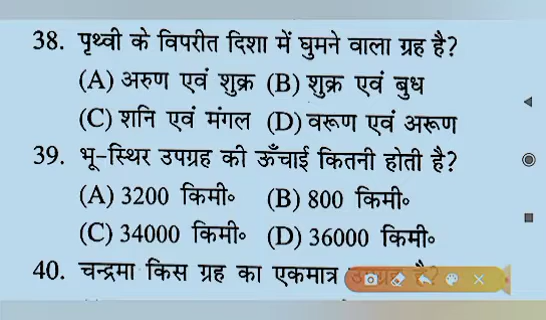 38. पृथ्वी के विपरीत दिशा में घुमने वाला ग्रह है?
(A) अरुण एवं शुक्र (B) शुक्र एवं बुध
(C) शनि एवं मंगल (D) वरूण एवं अरूण
39. भू-स्थिर उपग्रह की ऊँचाई कितनी होती है?
(A) 3200 किमी॰ (B) 800 किमी॰
(C) 34000 किमी॰ (D) 36000 किमी॰
40. चन्द्रमा किस ग्रह का एकमात्र